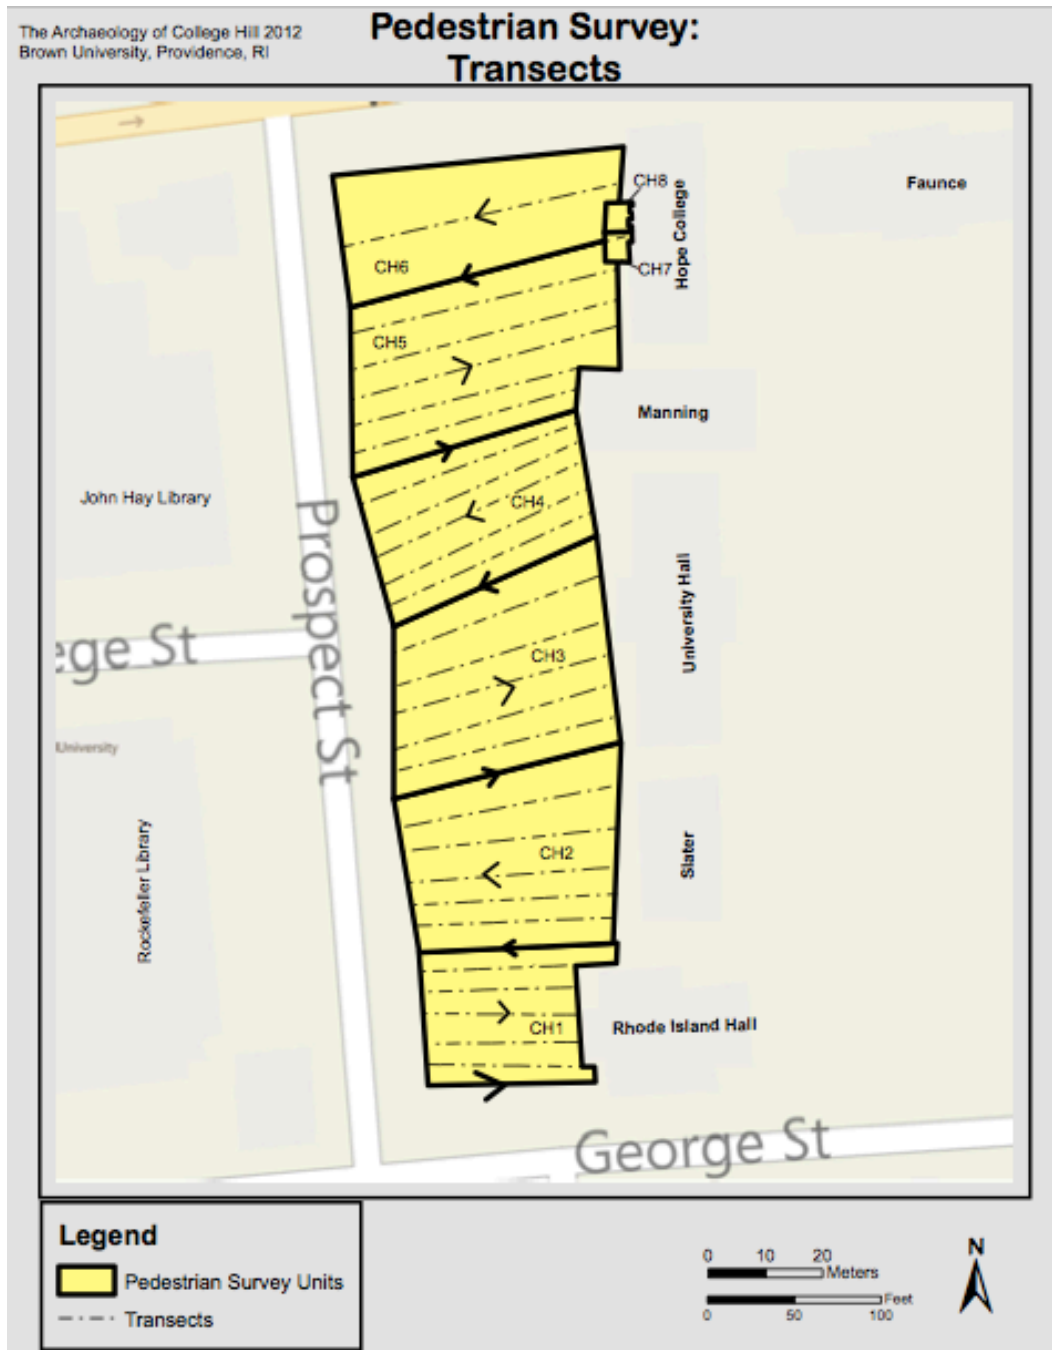 The Archaeology of College Hill 2012
Brown University, Providence, RI
Pedestrian Survey:
Transects
CH8
Faunce
Hope College
CH6
CH7
CH5
Manning
John Hay Library
CH4
Prospect St
University Hall
ege St
CH3
University
Rockefeller Library
CH2
Slater
CH1
Rhode Island Hall
George St
Legend
Pedestrian Survey Units
Transects
0 10 20
Meters
Feet
0 50 100
N